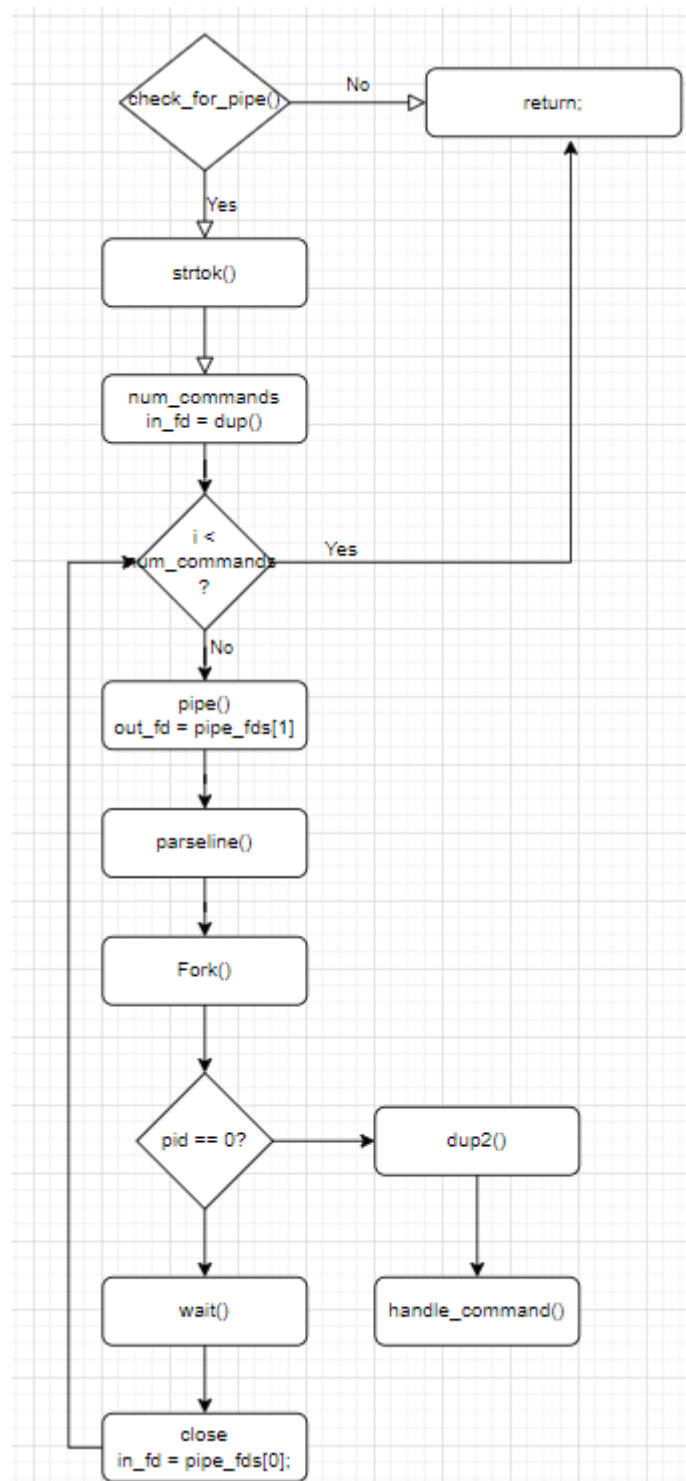 check_for_pipe()
No
return;
Yes
strtok()
num_commands
in_fd = dup()
i <
num_commands
?
Yes
No
pipe()
out_fd = pipe_fds[1]
parseline()
Fork()
pid == 0?
dup2()
wait()
handle_command()
close
in_fd = pipe_fds[0];